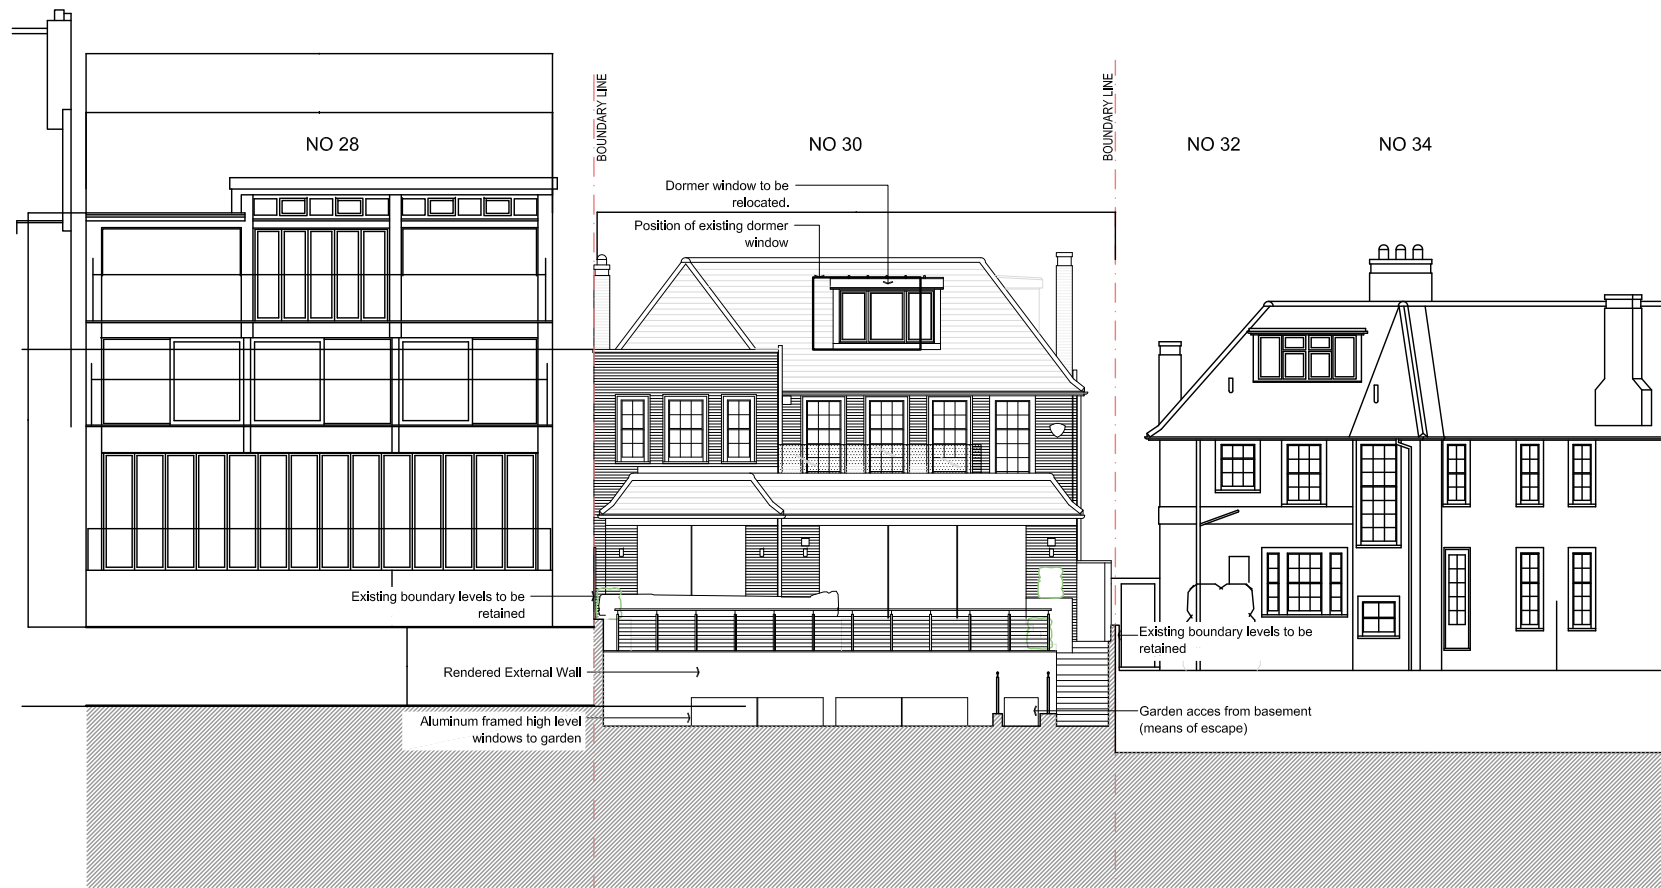 BOUNDARY LINE
BOUNDARY LINE
NO 28
NO 30
NO 32
NO 34
Dormer window to be
relocated.
Position of existing dormer
window
Existing boundary levels to be
retained
Existing boundary levels to be
retained
Rendered External Wall
Aluminum framed high level
windows to garden
Garden acces from basement
(means of escape)